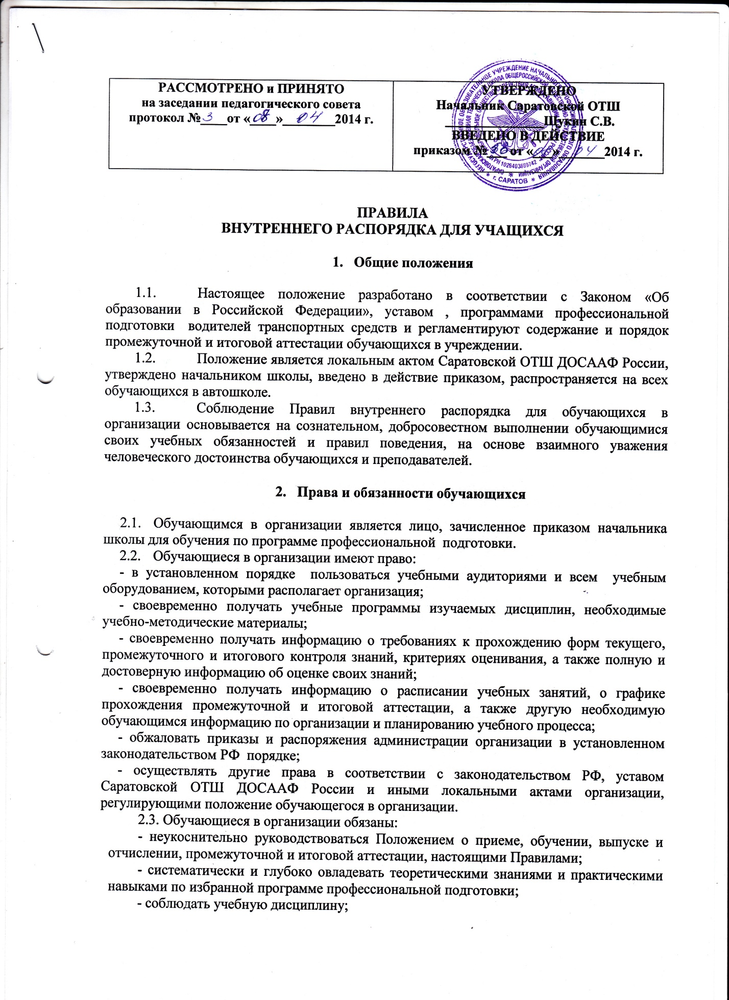 РАССМОТРЕНО и ПРИНЯТО
на заседании педагогического совета
протокол № 3 от « 08 » 04 2014 г.
УТВЕРЖДЕНО
Начальник Саратовской ОТШ
Щукин С.В.
ВВЕДЕНО В ДЕЙСТВИЕ
приказом № от « » 04 2014 г.
г. САРАТОВ
ОГРН 1026403669742
ПРАВИЛА
ВНУТРЕННЕГО РАСПОРЯДКА ДЛЯ УЧАЩИХСЯ
1. Общие положения
1.1. Настоящее положение разработано в соответствии с Законом «Об
образовании в Российской Федерации», уставом , программами профессиональной
подготовки водителей транспортных средств и регламентируют содержание и порядок
промежуточной и итоговой аттестации обучающихся в учреждении.
1.2. Положение является локальным актом Саратовской ОТШ ДОСААФ России,
утверждено начальником школы, введено в действие приказом, распространяется на всех
обучающихся в автошколе.
1.3. Соблюдение Правил внутреннего распорядка для обучающихся в
организации основывается на сознательном, добросовестном выполнении обучающимися
своих учебных обязанностей и правил поведения, на основе взаимного уважения
человеческого достоинства обучающихся и преподавателей.
2. Права и обязанности обучающихся
2.1. Обучающимся в организации является лицо, зачисленное приказом начальника
школы для обучения по программе профессиональной подготовки.
2.2. Обучающиеся в организации имеют право:
- в установленном порядке пользоваться учебными аудиториями и всем учебным
оборудованием, которыми располагает организация;
- своевременно получать учебные программы изучаемых дисциплин, необходимые
учебно-методические материалы;
- своевременно получать информацию о требованиях к прохождению форм текущего,
промежуточного и итогового контроля знаний, критериях оценивания, а также полную и
достоверную информацию об оценке своих знаний;
- своевременно получать информацию о расписании учебных занятий, о графике
прохождения промежуточной и итоговой аттестации, а также другую необходимую
обучающимся информацию по организации и планированию учебного процесса;
- обжаловать приказы и распоряжения администрации организации в установленном
законодательством РФ порядке;
- осуществлять другие права в соответствии с законодательством РФ, уставом
Саратовской ОТШ ДОСААФ России и иными локальными актами организации,
регулирующими положение обучающегося в организации.
2.3. Обучающиеся в организации обязаны:
- неукоснительно руководствоваться Положением о приеме, обучении, выпуске и
отчислении, промежуточной и итоговой аттестации, настоящими Правилами;
- систематически и глубоко овладевать теоретическими знаниями и практическими
навыками по избранной программе профессиональной подготовки;
- соблюдать учебную дисциплину;